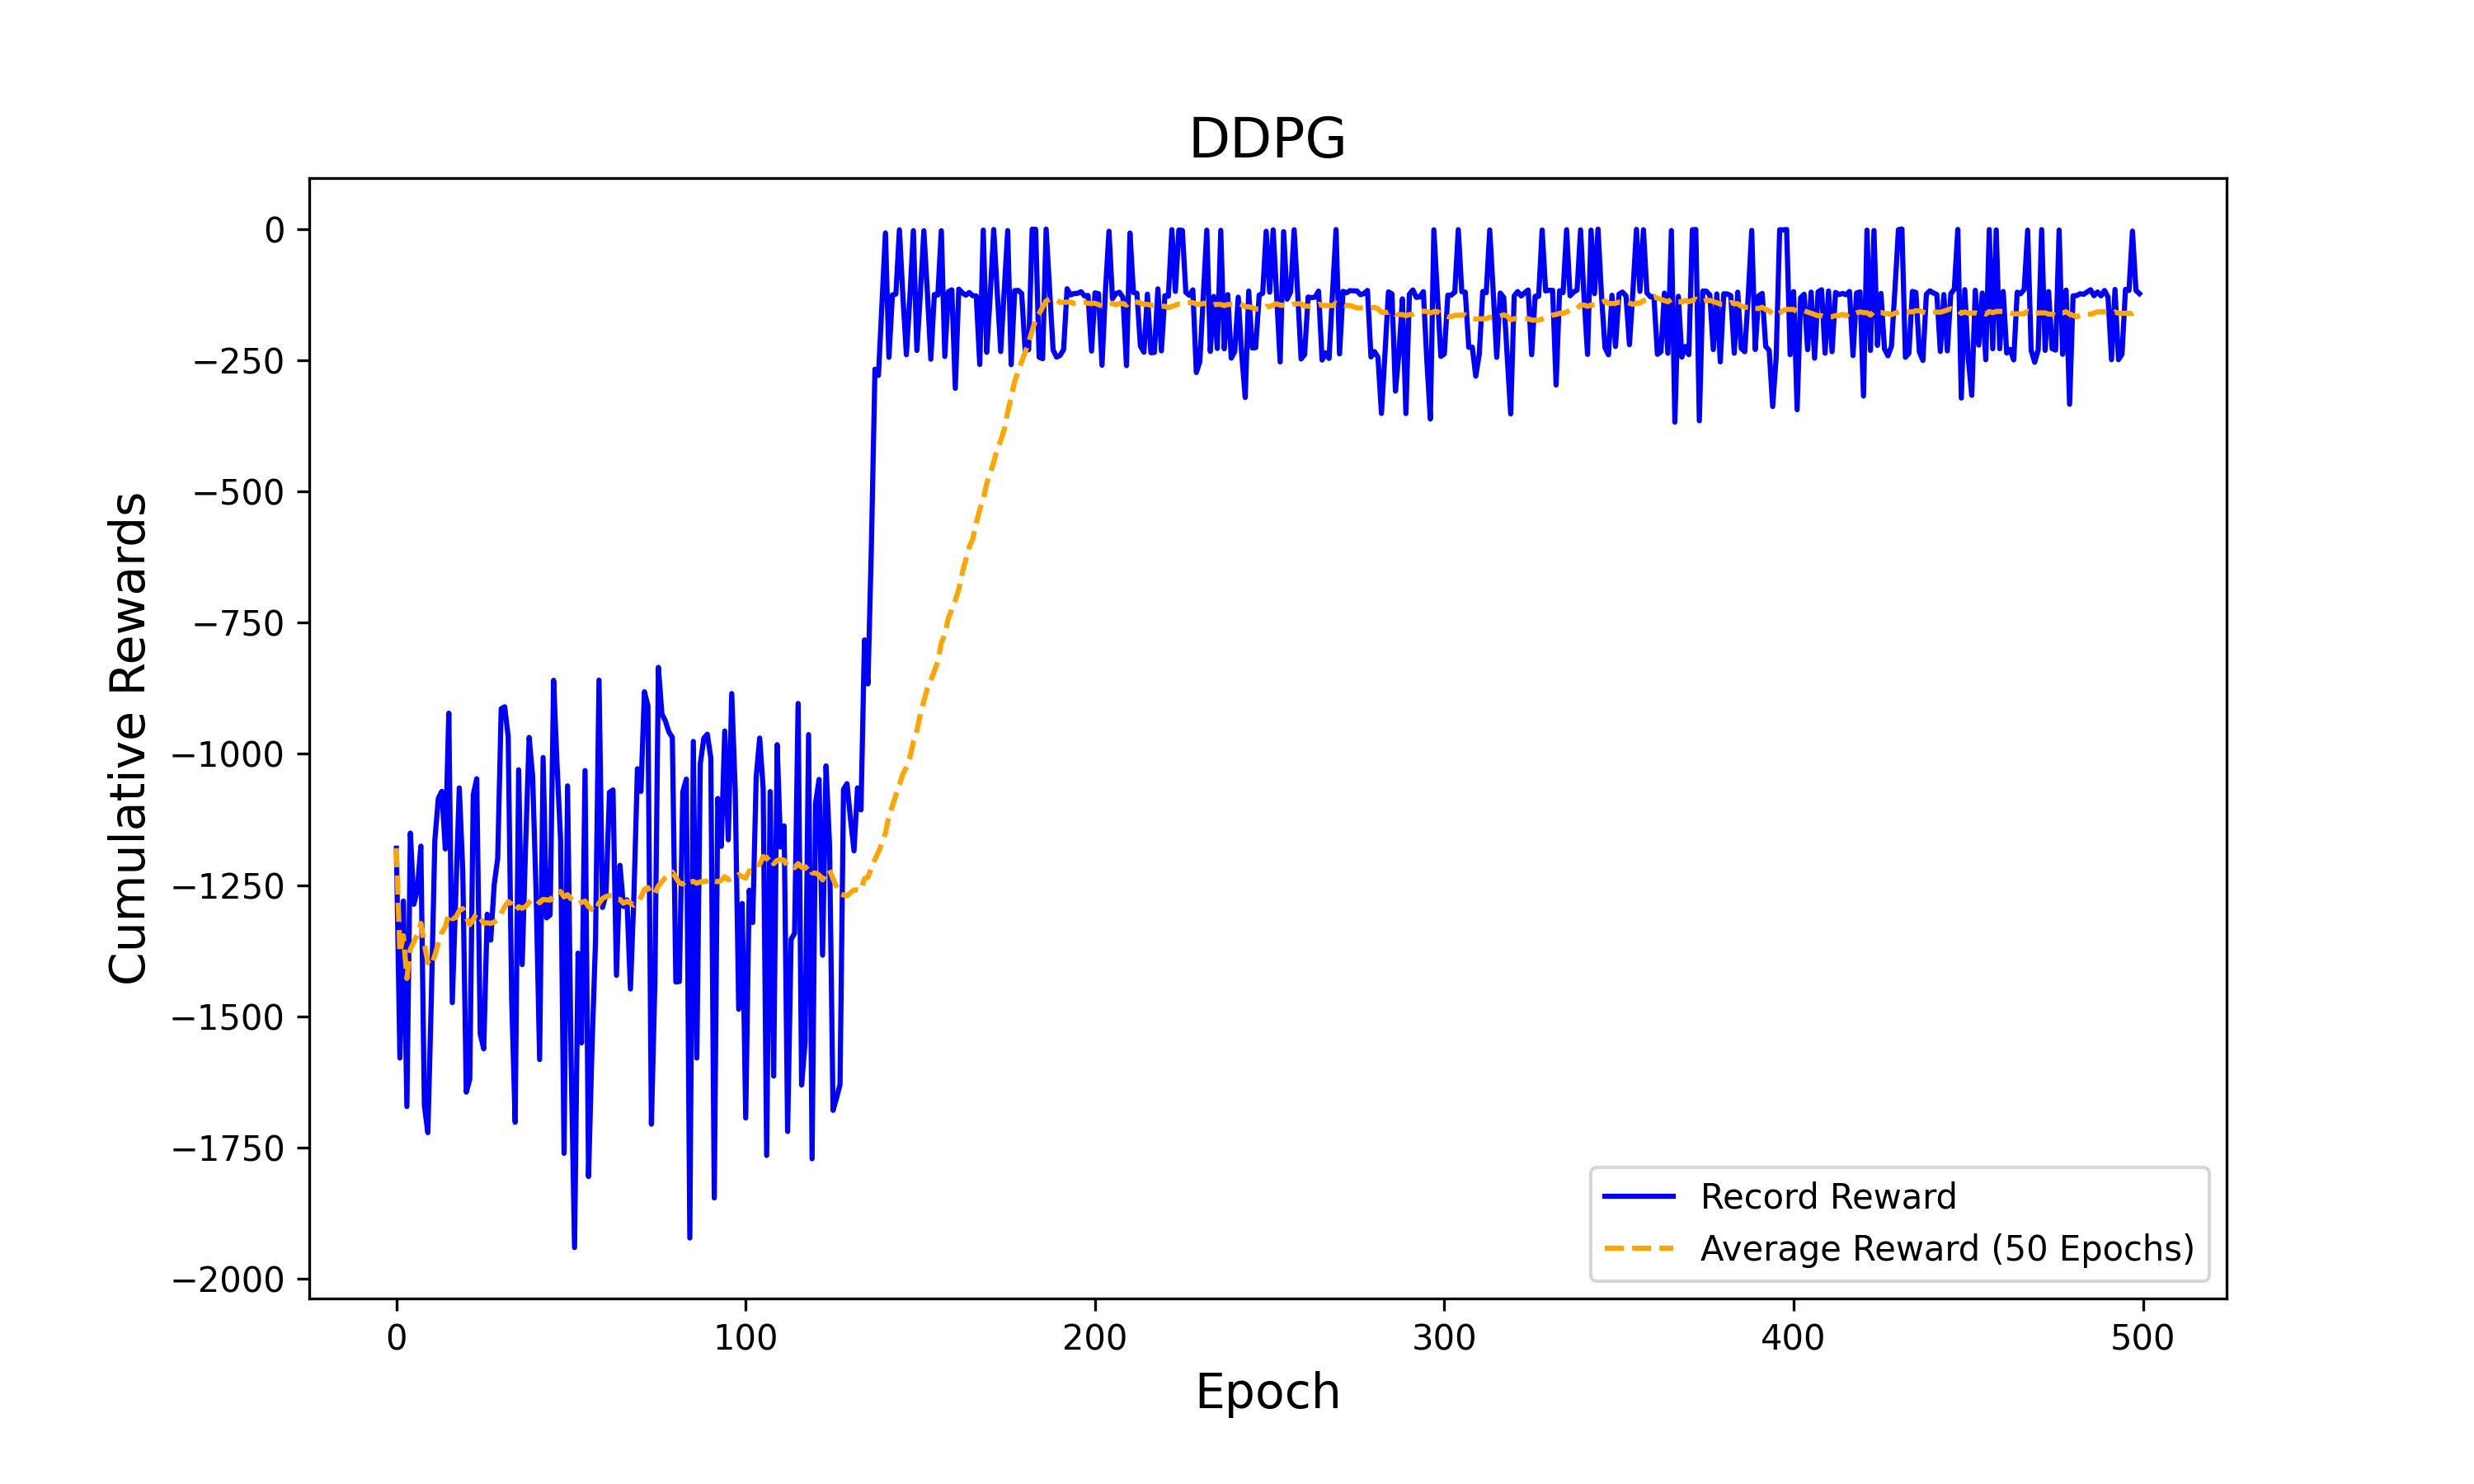 DDPG
Cumulative Rewards
0
−250
−500
−750
−1000
−1250
−1500
−1750
−2000
Record Reward
Average Reward (50 Epochs)
0 100 200 300 400 500
Epoch